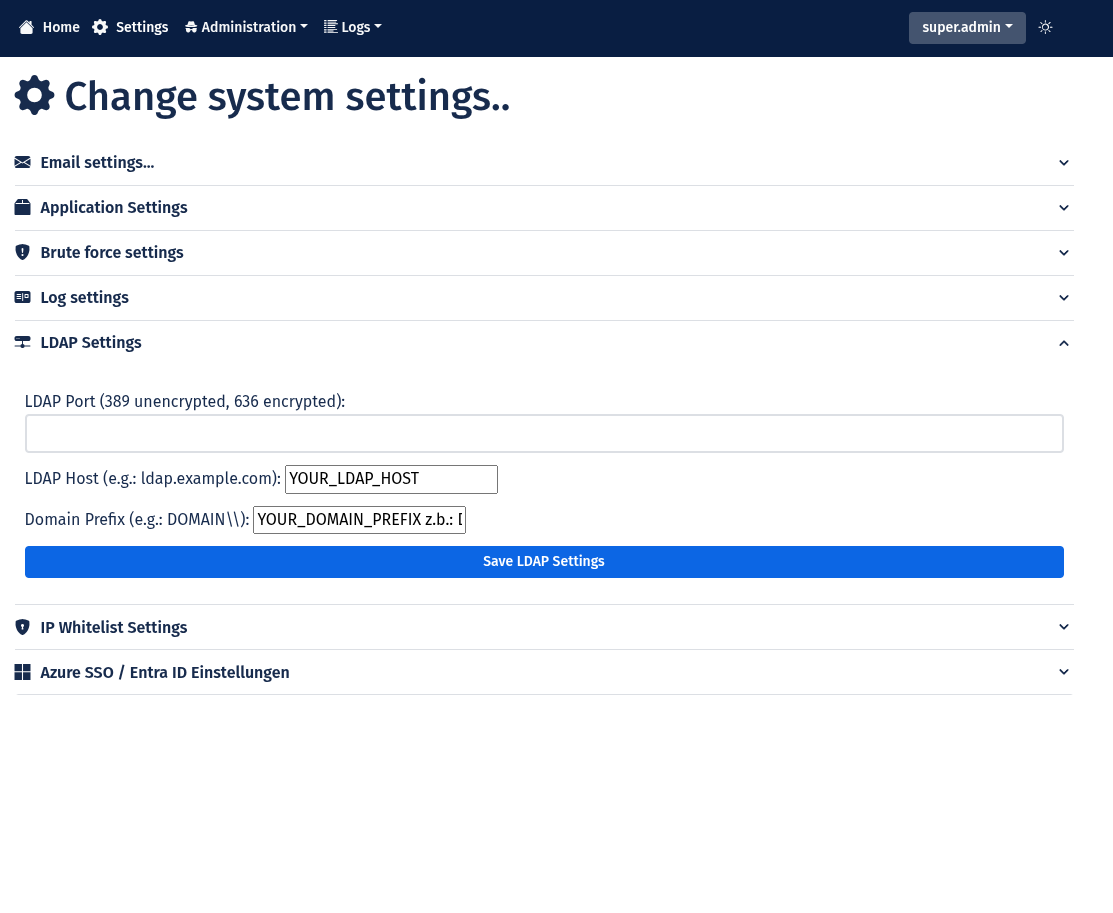 Home Settings Administration Logs super.admin
Change system settings..
Email settings...
Application Settings
Brute force settings
Log settings
LDAP Settings
LDAP Port (389 unencrypted, 636 encrypted):
LDAP Host (e.g.: ldap.example.com): YOUR_LDAP_HOST
Domain Prefix (e.g.: DOMAIN\\): YOUR_DOMAIN_PREFIX z.b.: [
Save LDAP Settings
IP Whitelist Settings
Azure SSO / Entra ID Einstellungen